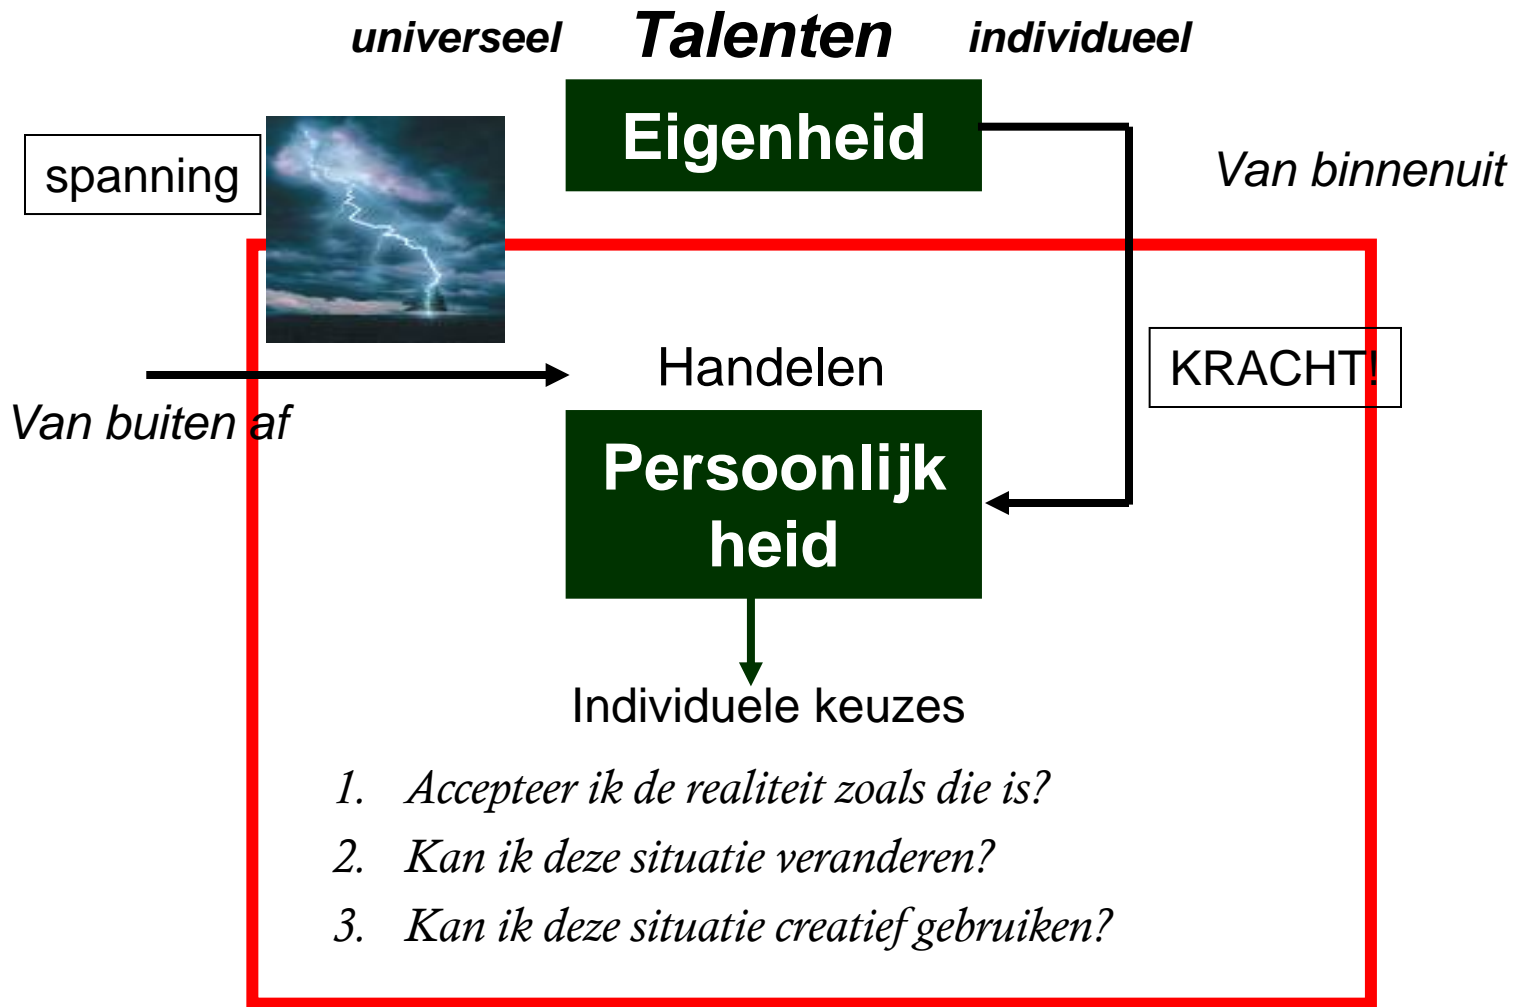 universeel Talenten individueel
Eigenheid
spanning
Van binnenuit
Handelen
KRACHT!
Van buiten af
Persoonlijk
heid
Individuele keuzes
1. Accepteer ik de realiteit zoals die is?
2. Kan ik deze situatie veranderen?
3. Kan ik deze situatie creatief gebruiken?